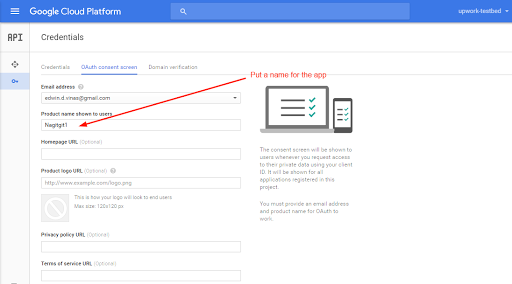 Google Cloud Platform
upwork-testbed
API
Credentials
Credentials
OAuth consent screen
Domain verification
Put a name for the app
Email address
edwin.d.vinas@gmail.com
Product name shown to users
Nagitgit1
Homepage URL (Optional)
Product logo URL (Optional)
http://www.example.com/logo.png
This is how your logo will look to end users
Max size: 120x120 px
Privacy policy URL (Optional)
Terms of service URL (Optional)
The consent screen will be shown to
users whenever you request access
to their private data using your client
ID. It will be shown for all
applications registered in this
project.
You must provide an email address
and product name for OAuth to
work.